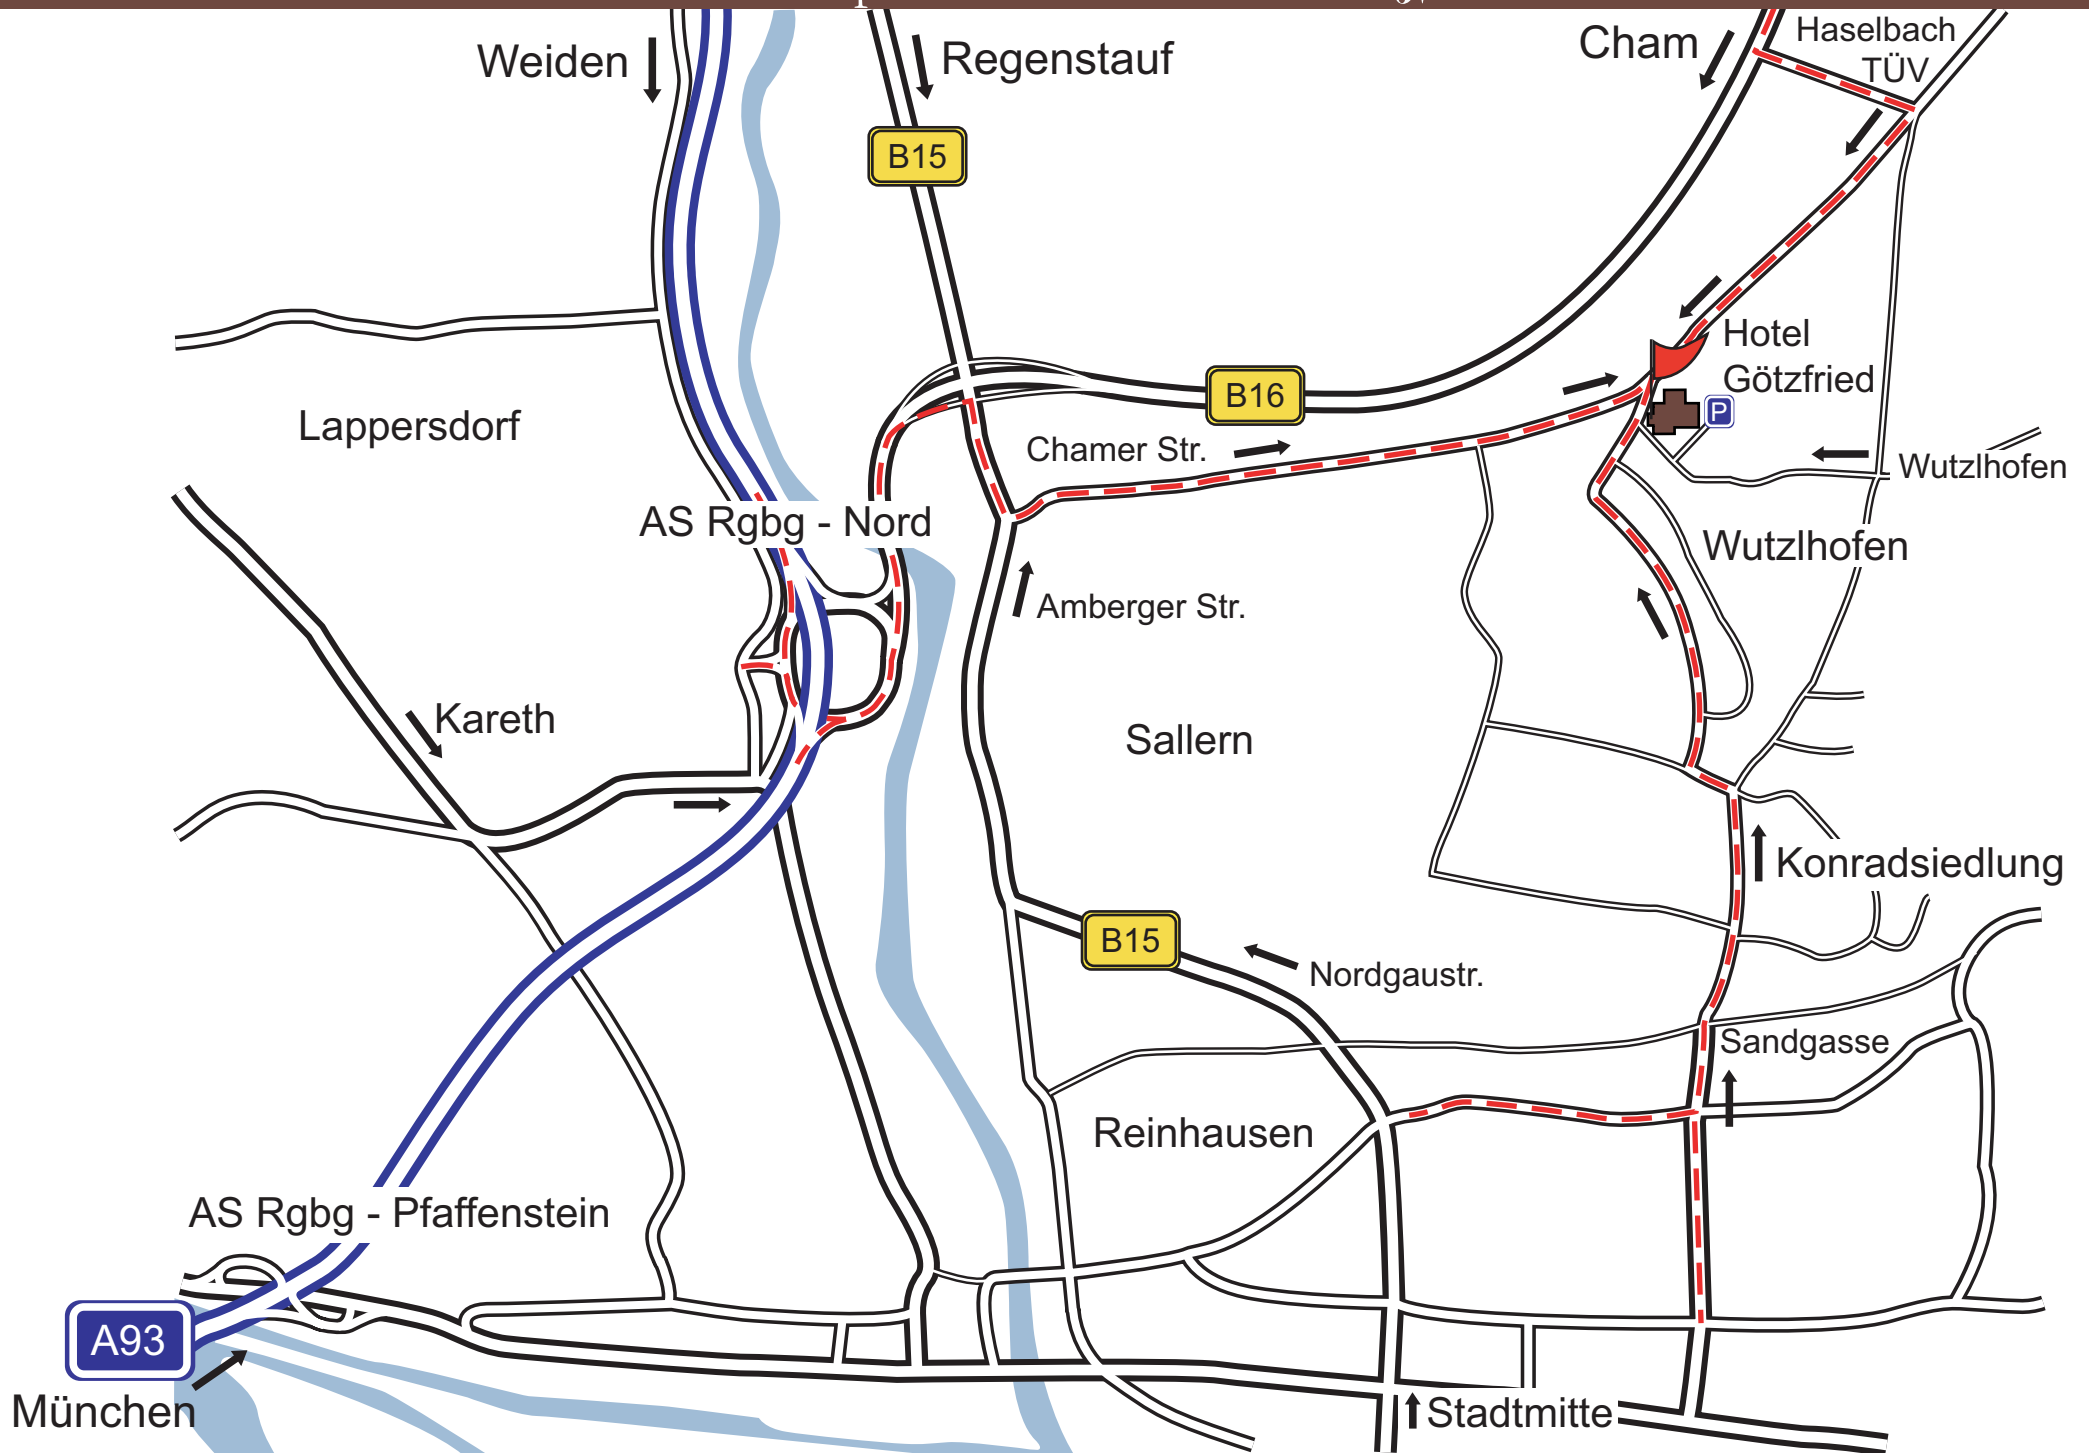 Weiden
Regenstauf
Cham
Haselbach
TÜV
B15
Hotel
Götzfried
B16
P
Lappersdorf
Chamer Str.
Wutzlhofen
AS Rgbg - Nord
Wutzlhofen
Amberger Str.
Kareth
Sallern
Konradsiedlung
B15
Nordgaustr.
Sandgasse
Reinhausen
AS Rgbg - Pfaffenstein
A93
München
Stadtmitte